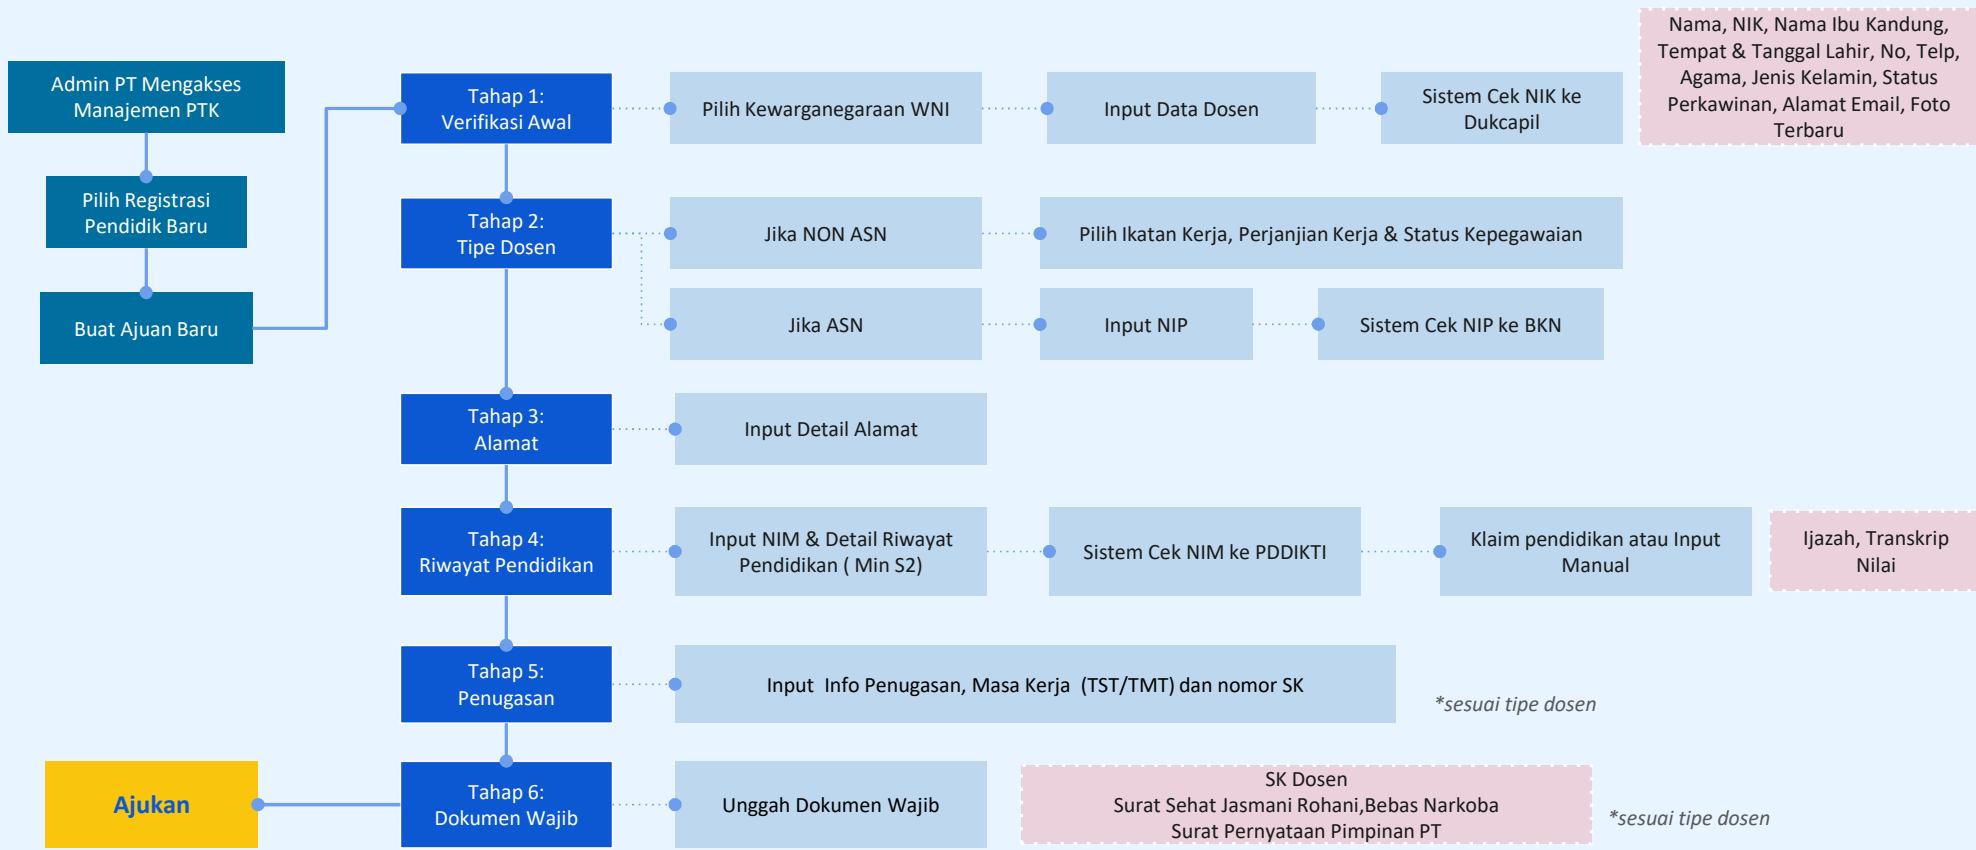 Admin PT Mengakses
Manajemen PTK
Pilih Registrasi
Pendidik Baru
Buat Ajuan Baru
Tahap 1:
Verifikasi Awal
Pilih Kewarganegaraan WNI
Input Data Dosen
Sistem Cek NIK ke
Dukcapil
Nama, NIK, Nama Ibu Kandung,
Tempat & Tanggal Lahir, No, Telp,
Agama, Jenis Kelamin, Status
Perkawinan, Alamat Email, Foto
Terbaru
Tahap 2:
Tipe Dosen
Jika NON ASN
Pilih Ikatan Kerja, Perjanjian Kerja & Status Kepegawaian
Jika ASN
Input NIP
Sistem Cek NIP ke BKN
Tahap 3:
Alamat
Input Detail Alamat
Tahap 4:
Riwayat Pendidikan
Input NIM & Detail Riwayat
Pendidikan ( Min S2)
Sistem Cek NIM ke PDDIKTI
Klaim pendidikan atau Input
Manual
Ijazah, Transkrip
Nilai
Tahap 5:
Penugasan
Input  Info Penugasan, Masa Kerja  (TST/TMT) dan nomor SK
*sesuai tipe dosen
Tahap 6:
Dokumen Wajib
Unggah Dokumen Wajib
SK Dosen
Surat Sehat Jasmani Rohani,Bebas Narkoba
Surat Pernyataan Pimpinan PT
*sesuai tipe dosen
Ajukan